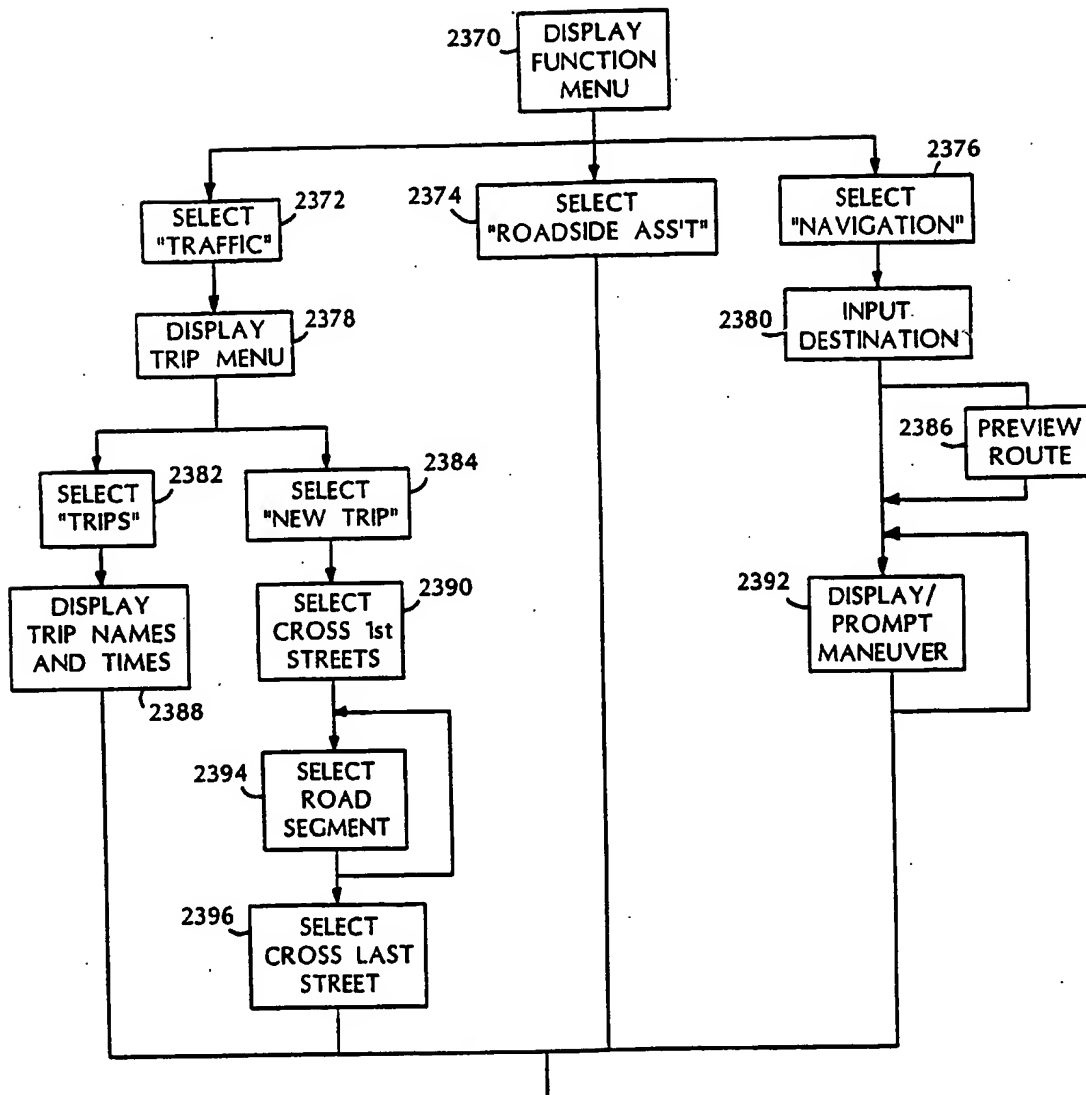 2370
DISPLAY
FUNCTION
MENU
2372
SELECT
"TRAFFIC"
2374
SELECT
"ROADSIDE ASS'T"
2376
SELECT
"NAVIGATION"
2378
DISPLAY
TRIP MENU
2380
INPUT
DESTINATION
2382
SELECT
"TRIPS"
2384
SELECT
"NEW TRIP"
2386
PREVIEW
ROUTE
DISPLAY
TRIP NAMES
AND TIMES
2388
2390
SELECT
CROSS 1st
STREETS
2392
DISPLAY/
PROMPT
MANEUVER
2394
SELECT
ROAD
SEGMENT
2396
SELECT
CROSS LAST
STREET